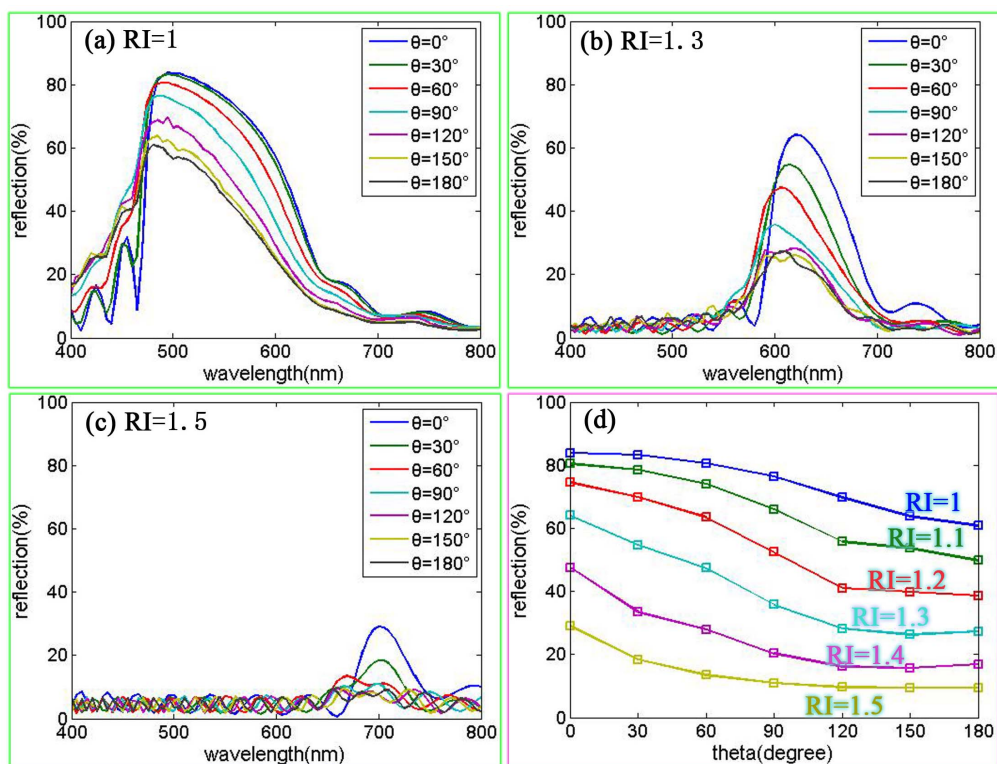 (a) RI=1
100
80
60
40
20
0
reflection(%)
400 500 600 700 800
wavelength(nm)
θ=0°
θ=30°
θ=60°
θ=90°
θ=120°
θ=150°
θ=180°
(b) RI=1.3
100
80
60
40
20
0
reflection(%)
400 500 600 700 800
wavelength(nm)
θ=0°
θ=30°
θ=60°
θ=90°
θ=120°
θ=150°
θ=180°
(c) RI=1.5
100
80
60
40
20
0
reflection(%)
400 500 600 700 800
wavelength(nm)
θ=0°
θ=30°
θ=60°
θ=90°
θ=120°
θ=150°
θ=180°
(d)
100
80
60
40
20
0
reflection(%)
RI=1
RI=1.1
RI=1.2
RI=1.3
RI=1.4
RI=1.5
0 30 60 90 120 150 180
theta(degree)